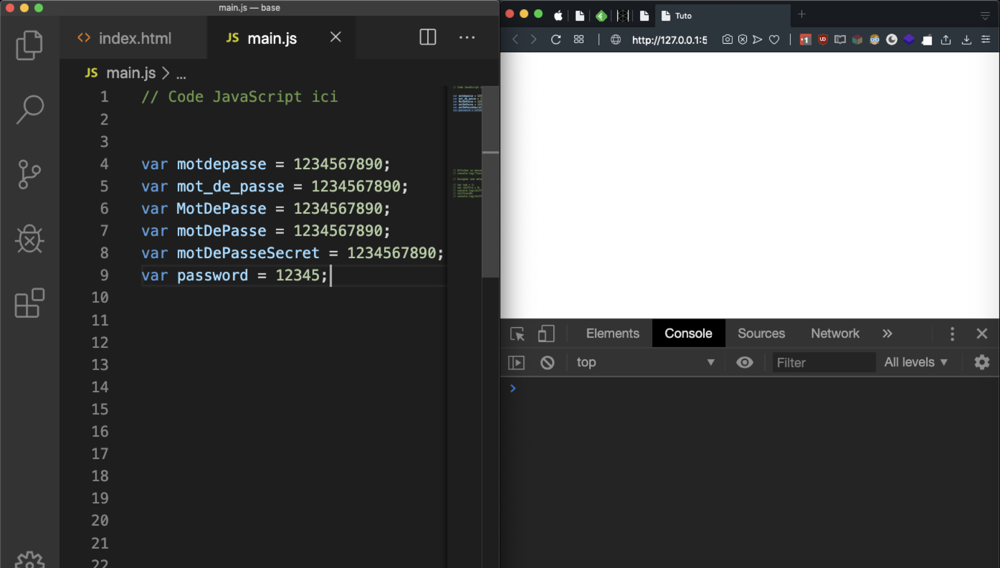 main.js — base
index.html
JS main.js
JS main.js > ...
1 // Code JavaScript ici
2
3
4 var motdepasse = 1234567890;
5 var mot_de_passe = 1234567890;
6 var MotDePasse = 1234567890;
7 var motDePasse = 1234567890;
8 var motDePasseSecret = 1234567890;
9 var password = 12345;
10
11
12
13
14
15
16
17
18
19
20
21
22
Tuto
http://127.0.0.1:5
Elements Console Sources Network
top Filter All levels